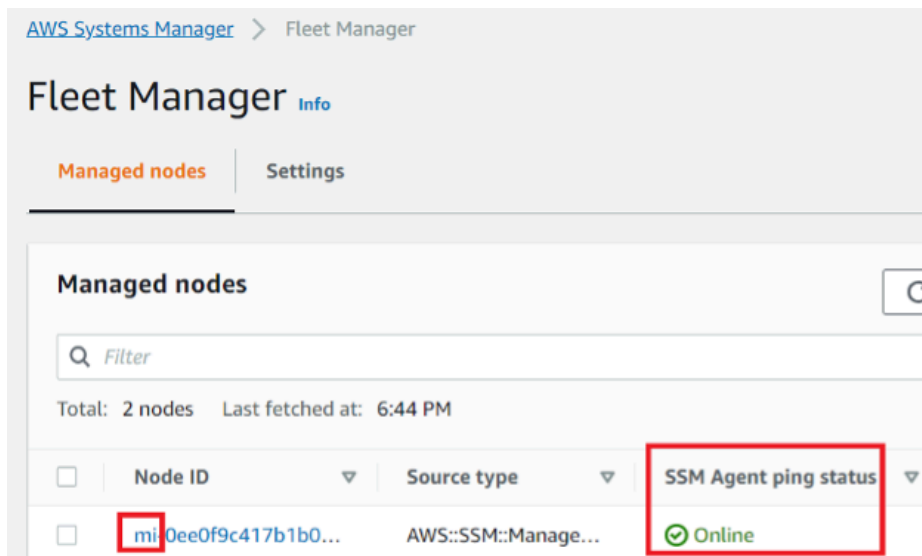 AWS Systems Manager > Fleet Manager
Fleet Manager Info
Managed nodes Settings
Managed nodes
Filter
Total: 2 nodes Last fetched at: 6:44 PM
Node ID Source type SSM Agent ping status
mi-0ee0f9c417b1b0... AWS::SSM::Manage... Online